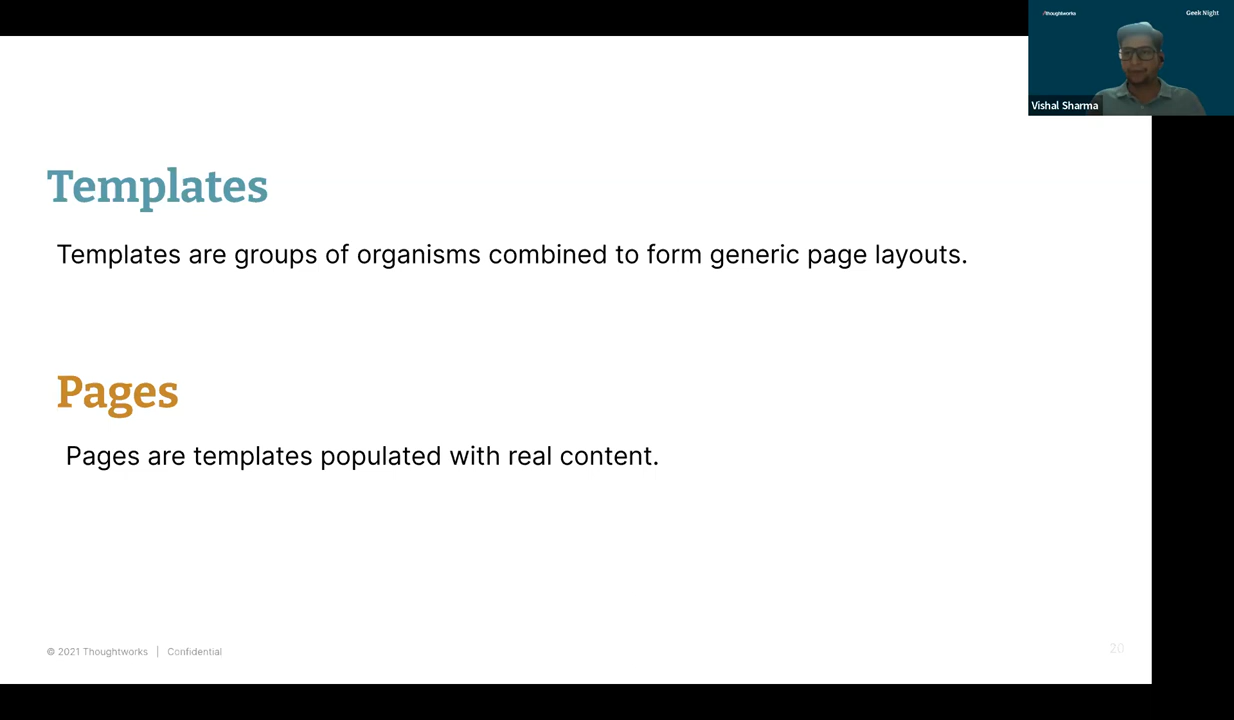 /thoughtworks
Geek Night
Vishal Sharma
Templates
Templates are groups of organisms combined to form generic page layouts.
Pages
Pages are templates populated with real content.
© 2021 Thoughtworks | Confidential
20